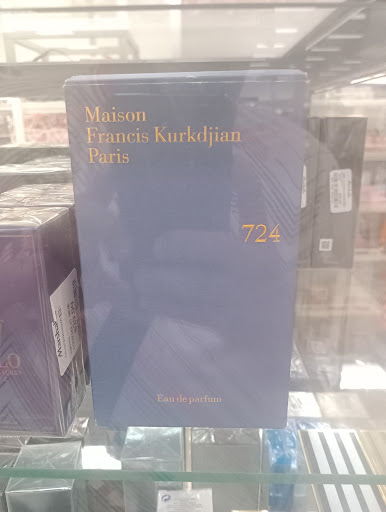 Maison
Francis Kurkdjian
Paris
724
Eau de parfum